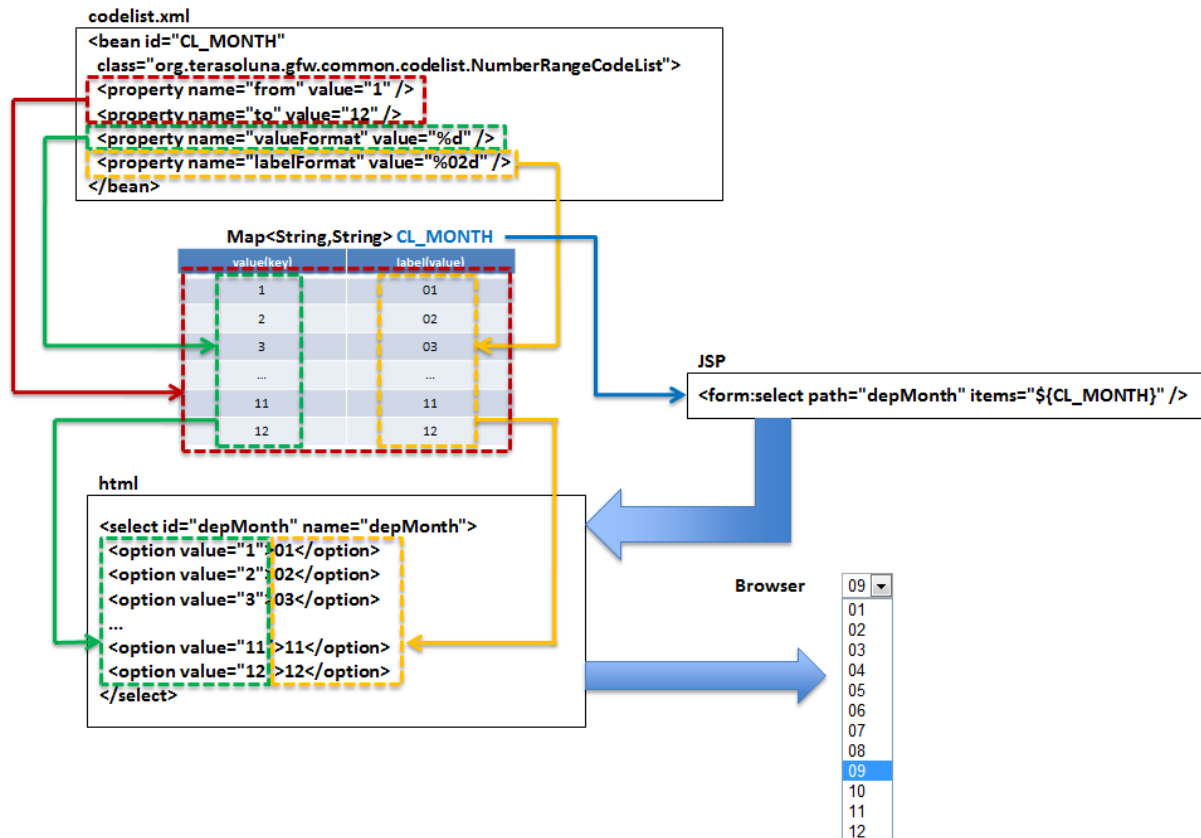 codelist.xml
<bean id="CL_MONTH"
class="org.terasoluna.gfw.common.codelist.NumberRangeCodeList">
<property name="from" value="1" />
<property name="to" value="12" />
<property name="valueFormat" value="%d" />
<property name="labelFormat" value="%02d" />
</bean>
Map<String,String> CL_MONTH
value(key) label(value)
1 01
2 02
3 03
... ...
11 11
12 12
JSP
<form:select path="depMonth" items="${CL_MONTH}" />
html
<select id="depMonth" name="depMonth">
<option value="1">01</option>
<option value="2">02</option>
<option value="3">03</option>
...
<option value="11">11</option>
<option value="12">12</option>
</select>
Browser
09
01
02
03
04
05
06
07
08
09
10
11
12